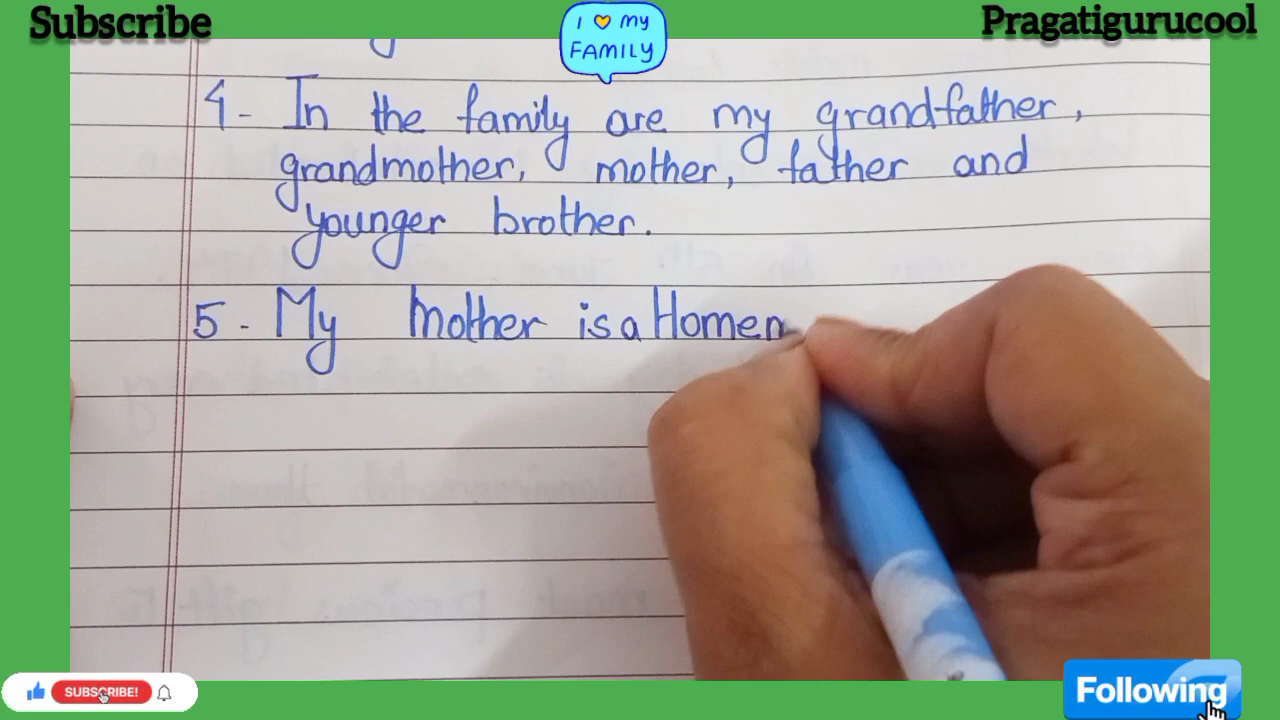 Subscribe
I my
FAMILY
Pragatigurucool
4- In the family are my grandfather,
grandmother, mother, father and
younger brother.
5- My Mother is a Homem
SUBSCRIBE!
Following